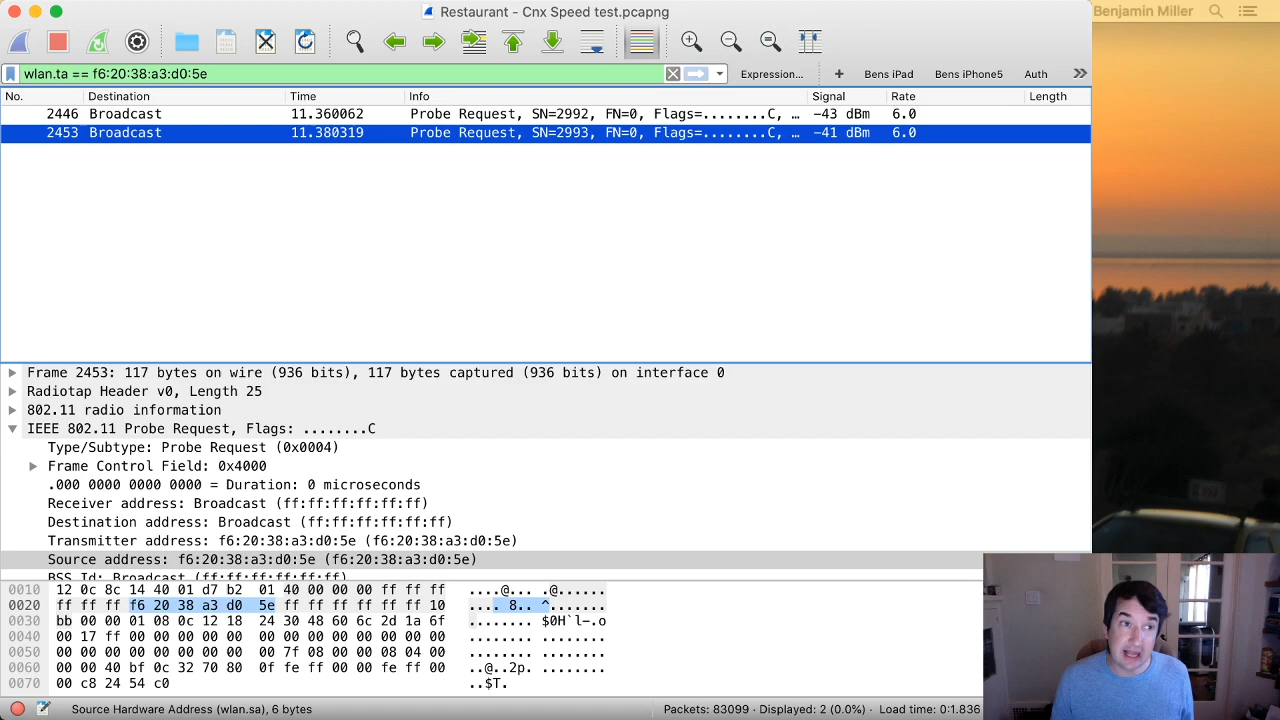 Restaurant - Cnx Speed test.pcapng
Benjamin Miller
wlan.ta == f6:20:38:a3:d0:5e
Expression...
+
Bens iPad
Bens iPhone5
Auth
No. Destination Time Info Signal Rate Length
2446 Broadcast 11.360062 Probe Request, SN=2992, FN=0, Flags=........C, … -43 dBm 6.0
2453 Broadcast 11.380319 Probe Request, SN=2993, FN=0, Flags=........C, … -41 dBm 6.0
Frame 2453: 117 bytes on wire (936 bits), 117 bytes captured (936 bits) on interface 0
Radiotap Header v0, Length 25
802.11 radio information
IEEE 802.11 Probe Request, Flags: ........C
Type/Subtype: Probe Request (0x0004)
Frame Control Field: 0x4000
.000 0000 0000 0000 = Duration: 0 microseconds
Receiver address: Broadcast (ff:ff:ff:ff:ff:ff)
Destination address: Broadcast (ff:ff:ff:ff:ff:ff)
Transmitter address: f6:20:38:a3:d0:5e (f6:20:38:a3:d0:5e)
Source address: f6:20:38:a3:d0:5e (f6:20:38:a3:d0:5e)
BSS Id: Broadcast (ff:ff:ff:ff:ff:ff)
0010 12 0c 8c 14 40 01 d7 b2 01 40 00 00 00 ff ff ff ....@... .@......
0020 ff ff ff f6 20 38 a3 d0 5e ff ff ff ff ff ff 10 .... 8.. ^.......
0030 bb 00 00 01 08 0c 12 18 24 30 48 60 6c 2d 1a 6f ........ $0H`l-.o
0040 00 17 ff 00 00 00 00 00 00 00 00 00 00 00 00 00 ........ ........
0050 00 00 00 00 00 7f 08 00 00 08 04 00 ........ ........
0060 00 00 40 bf 0c 32 70 80 0f fe ff 00 00 fe ff 00 ..@..2p. ........
0070 00 c8 24 54 c0 ..$T.
Source Hardware Address (wlan.sa), 6 bytes
Packets: 83099 · Displayed: 2 (0.0%) · Load time: 0:1.836